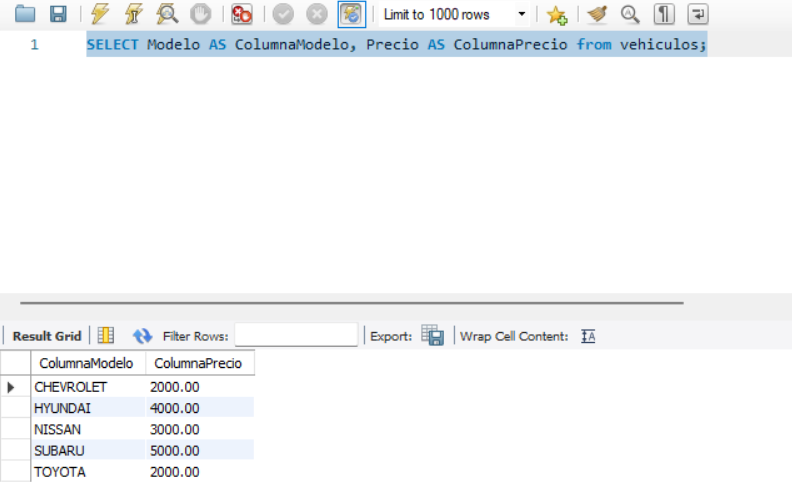 Limit to 1000 rows
1 SELECT Modelo AS ColumnaModelo, Precio AS ColumnaPrecio from vehiculos;
Result Grid Filter Rows: Export: Wrap Cell Content: IA
ColumnaModelo ColumnaPrecio
CHEVROLET 2000.00
HYUNDAI 4000.00
NISSAN 3000.00
SUBARU 5000.00
TOYOTA 2000.00